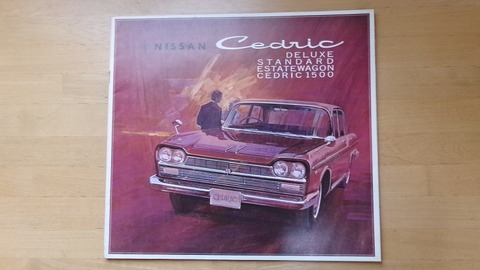 NISSAN Cedric
DELUXE
STANDARD
ESTATEWAGON
CEDRIC 1500
CEDRIC